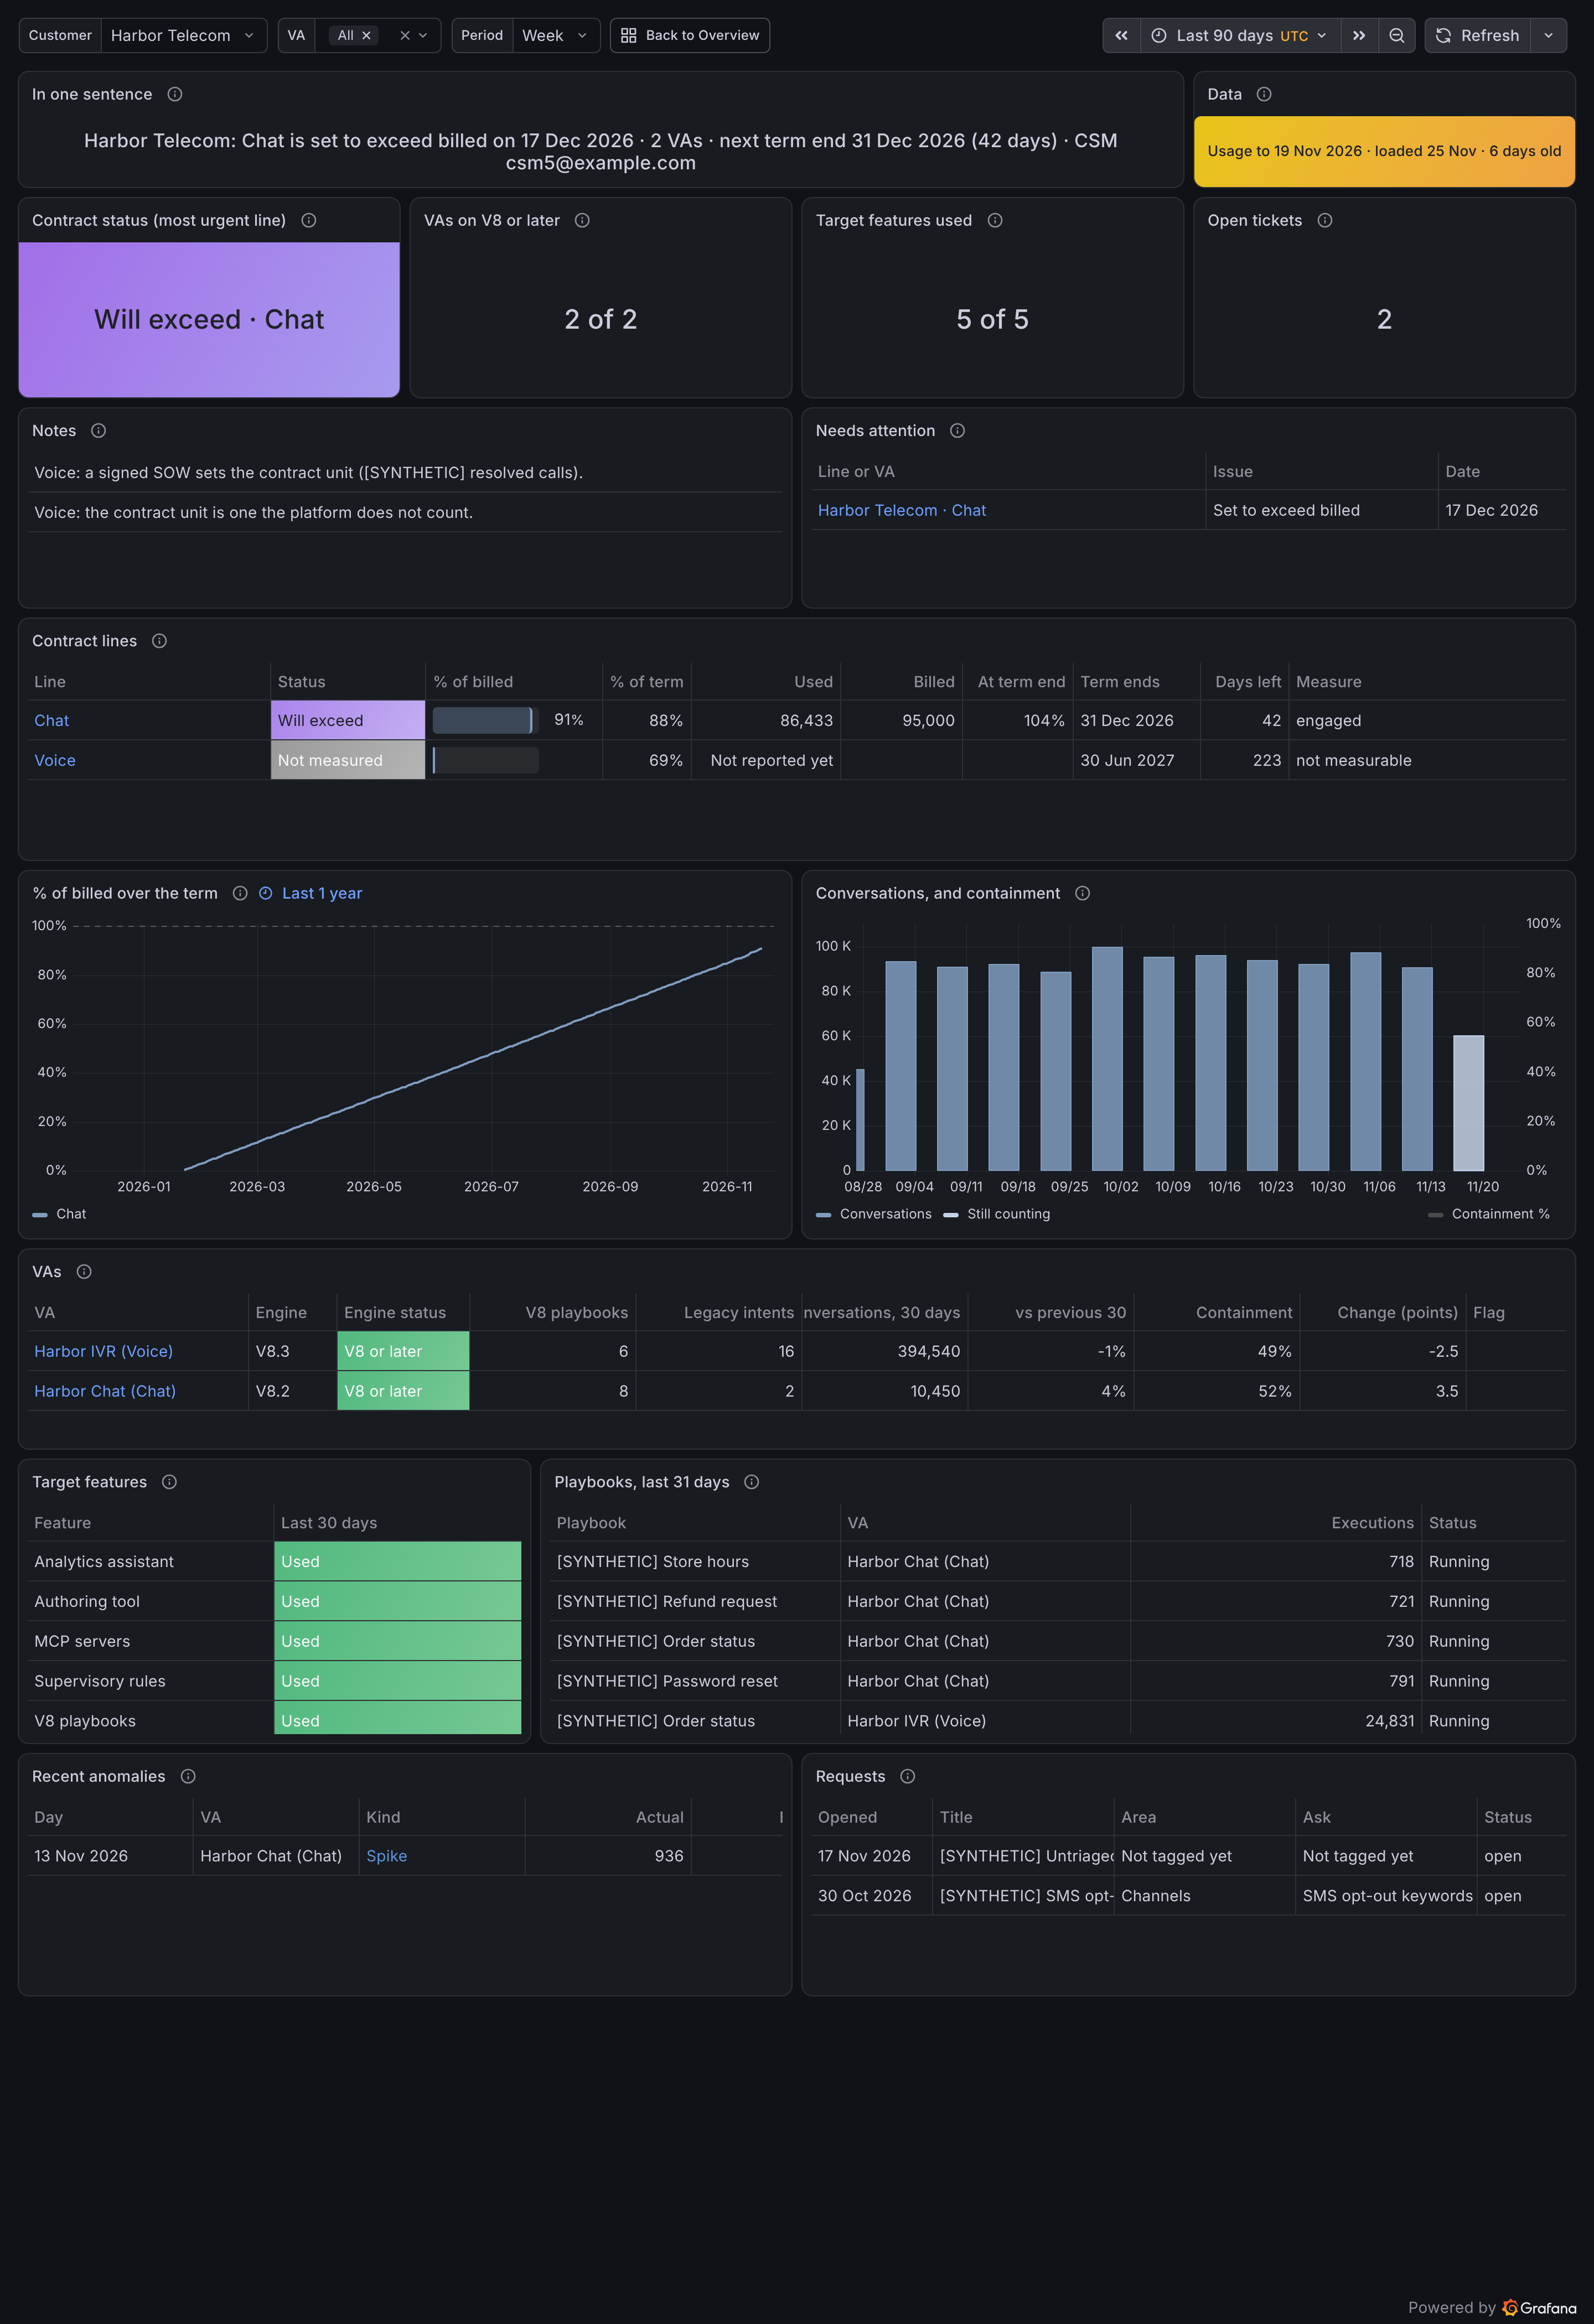 Customer Harbor Telecom VA All Period Week Back to Overview Last 90 days UTC Refresh
In one sentence
Harbor Telecom: Chat is set to exceed billed on 17 Dec 2026 · 2 VAs · next term end 31 Dec 2026 (42 days) · CSM
csm5@example.com
Data
Usage to 19 Nov 2026 · loaded 25 Nov · 6 days old
Contract status (most urgent line)
Will exceed · Chat
VAs on V8 or later
2 of 2
Target features used
5 of 5
Open tickets
2
Notes
Voice: a signed SOW sets the contract unit ([SYNTHETIC] resolved calls).
Voice: the contract unit is one the platform does not count.
Needs attention
Line or VA Issue Date
Harbor Telecom · Chat Set to exceed billed 17 Dec 2026
Contract lines
Line Status % of billed % of term Used Billed At term end Term ends Days left Measure
Chat Will exceed 91% 88% 86,433 95,000 104% 31 Dec 2026 42 engaged
Voice Not measured 69% Not reported yet 30 Jun 2027 223 not measurable
% of billed over the term Last 1 year
100%
80%
60%
40%
20%
0%
2026-01 2026-03 2026-05 2026-07 2026-09 2026-11
Chat
Conversations, and containment
100 K
80 K
60 K
40 K
20 K
0
100%
80%
60%
40%
20%
0%
08/28 09/04 09/11 09/18 09/25 10/02 10/09 10/16 10/23 10/30 11/06 11/13 11/20
Conversations Still counting Containment %
VAs
VA Engine Engine status V8 playbooks Legacy intents nversations, 30 days vs previous 30 Containment Change (points) Flag
Harbor IVR (Voice) V8.3 V8 or later 6 16 394,540 -1% 49% -2.5
Harbor Chat (Chat) V8.2 V8 or later 8 2 10,450 4% 52% 3.5
Target features
Feature Last 30 days
Analytics assistant Used
Authoring tool Used
MCP servers Used
Supervisory rules Used
V8 playbooks Used
Playbooks, last 31 days
Playbook VA Executions Status
[SYNTHETIC] Store hours Harbor Chat (Chat) 718 Running
[SYNTHETIC] Refund request Harbor Chat (Chat) 721 Running
[SYNTHETIC] Order status Harbor Chat (Chat) 730 Running
[SYNTHETIC] Password reset Harbor Chat (Chat) 791 Running
[SYNTHETIC] Order status Harbor IVR (Voice) 24,831 Running
Recent anomalies
Day VA Kind Actual
13 Nov 2026 Harbor Chat (Chat) Spike 936
Requests
Opened Title Area Ask Status
17 Nov 2026 [SYNTHETIC] Untriaged Not tagged yet Not tagged yet open
30 Oct 2026 [SYNTHETIC] SMS opt- Channels SMS opt-out keywords open
Powered by Grafana